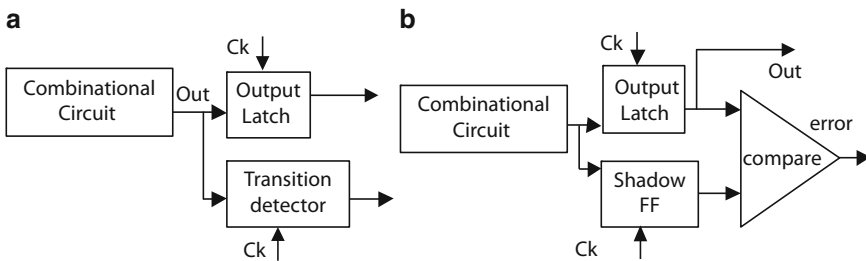 a
Ck
Combinational
Circuit
Out
Output
Latch
Transition
detector
Ck
b
Ck
Combinational
Circuit
Output
Latch
Out
error
compare
Shadow
FF
Ck